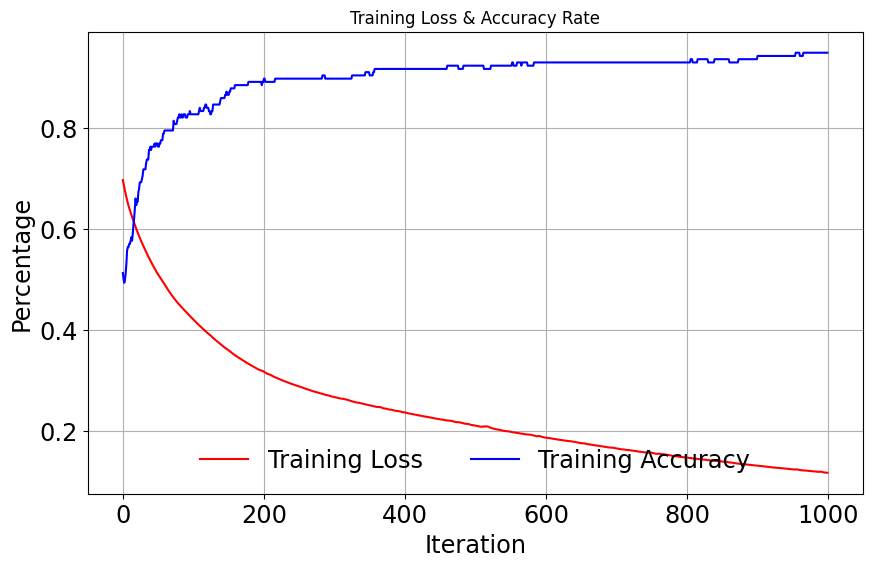 Training Loss & Accuracy Rate
Percentage
0.8
0.6
0.4
0.2
Training Loss
Training Accuracy
0 200 400 600 800 1000
Iteration